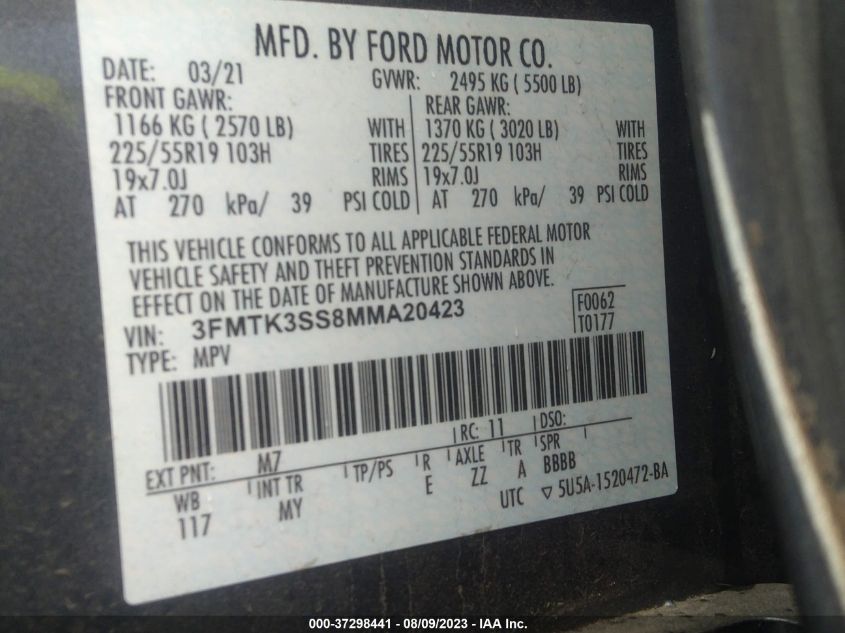 MFD. BY FORD MOTOR CO.
DATE: 03/21 GVWR: 2495 KG ( 5500 LB)
FRONT GAWR: REAR GAWR:
1166 KG ( 2570 LB) WITH 1370 KG ( 3020 LB) WITH
225/55R19 103H TIRES 225/55R19 103H TIRES
19x7.0J RIMS 19x7.0J RIMS
AT 270 kPa/ 39 PSI COLD AT 270 kPa/ 39 PSI COLD
THIS VEHICLE CONFORMS TO ALL APPLICABLE FEDERAL MOTOR
VEHICLE SAFETY AND THEFT PREVENTION STANDARDS IN
EFFECT ON THE DATE OF MANUFACTURE SHOWN ABOVE.
VIN: 3FMTK3SS8MMA20423 F0062
TYPE: MPV T0177
EXT PNT: M7 RC: 11 DSO:
WB INT TR TP/PS R AXLE TR SPR
117 MY E ZZ A BBBB
UTC ▽ 5U5A-1520472-BA
000-37298441 - 08/09/2023 - IAA Inc.